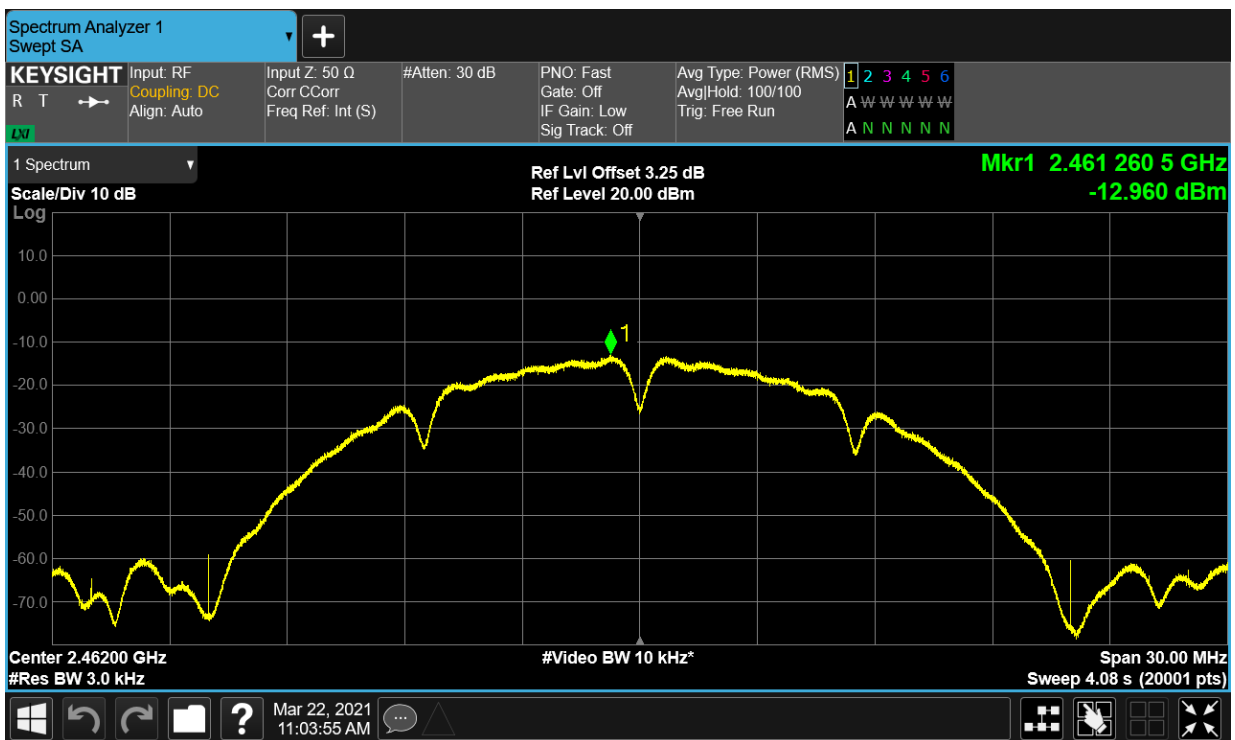 Spectrum Analyzer 1
Swept SA
KEYSIGHT
R T
LXI
Input: RF
Coupling: DC
Align: Auto
Input Z: 50 Ω
Corr CCorr
Freq Ref: Int (S)
#Atten: 30 dB
PNO: Fast
Gate: Off
IF Gain: Low
Sig Track: Off
Avg Type: Power (RMS)
Avg|Hold: 100/100
Trig: Free Run
1 2 3 4 5 6
A W W W W W
A N N N N N
1 Spectrum
Scale/Div 10 dB
Log
Ref Lvl Offset 3.25 dB
Ref Level 20.00 dBm
Mkr1 2.461 260 5 GHz
-12.960 dBm
10.0
0.00
-10.0
-20.0
-30.0
-40.0
-50.0
-60.0
-70.0
1
Center 2.46200 GHz
#Res BW 3.0 kHz
#Video BW 10 kHz*
Span 30.00 MHz
Sweep 4.08 s (20001 pts)
?
Mar 22, 2021
11:03:55 AM